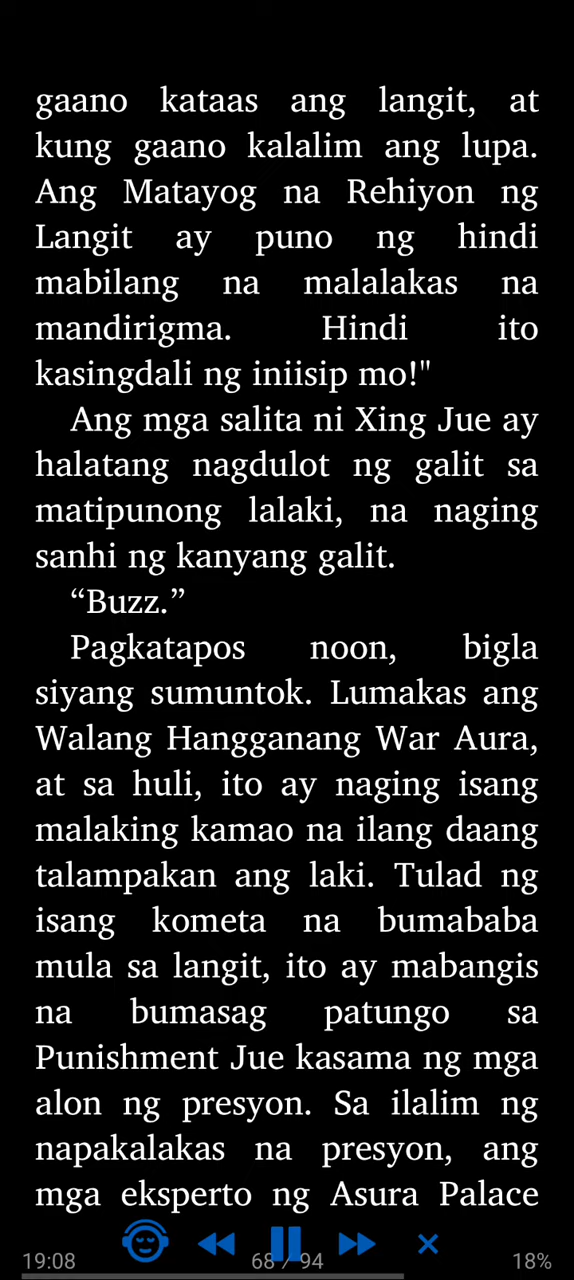 gaano kataas ang langit, at
kung gaano kalalim ang lupa.
Ang Matayog na Rehiyon ng
Langit ay puno ng hindi
mabilang na malalakas na
mandirigma. Hindi ito
kasingdali ng iniisip mo!"
Ang mga salita ni Xing Jue ay
halatang nagdulot ng galit sa
matipunong lalaki, na naging
sanhi ng kanyang galit.
“Buzz.”
Pagkatapos noon, bigla
siyang sumuntok. Lumakas ang
Walang Hangganang War Aura,
at sa huli, ito ay naging isang
malaking kamao na ilang daang
talampakan ang laki. Tulad ng
isang kometa na bumababa
mula sa langit, ito ay mabangis
na bumasag patungo sa
Punishment Jue kasama ng mga
alon ng presyon. Sa ilalim ng
napakalakas na presyon, ang
mga eksperto ng Asura Palace
19:08 68 / 94 18%